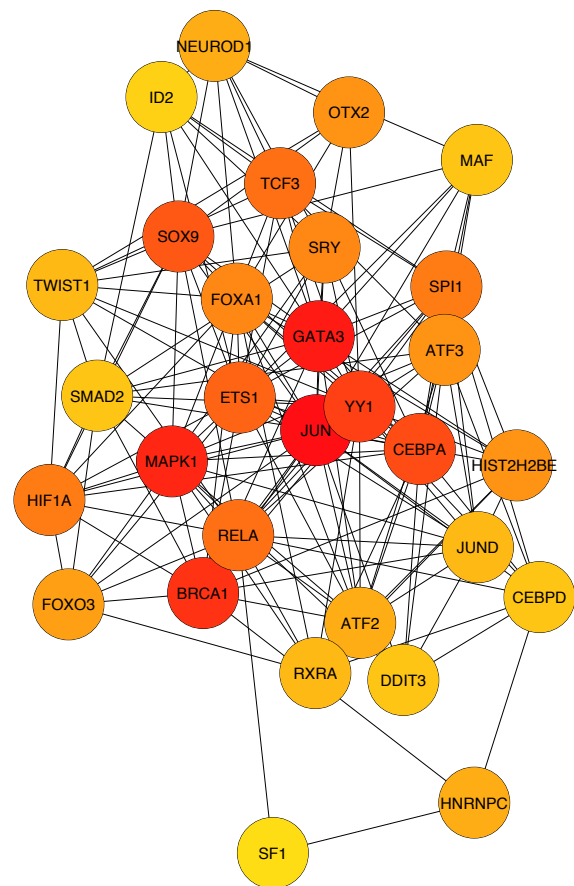 NEUROD1
ID2
OTX2
MAF
TCF3
SOX9
SRY
TWIST1
FOXA1
SPI1
GATA3
ATF3
SMAD2
ETS1
YY1
JUN
CEBPA
MAPK1
HIST2H2BE
HIF1A
RELA
JUND
BRCA1
CEBPD
FOXO3
ATF2
RXRA
DDIT3
HNRNPC
SF1